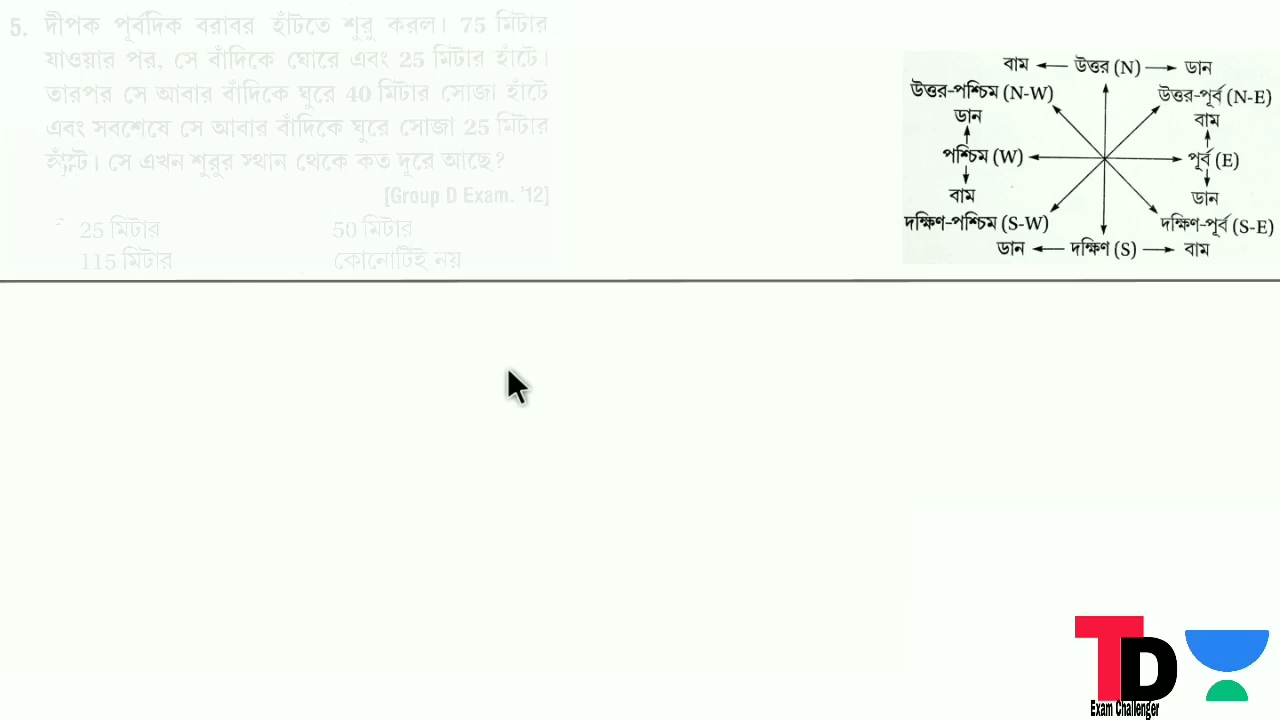 5. দীপক পূর্বদিক বরাবর হাঁটতে শুরু করল। 75 মিটার
যাওয়ার পর, সে বাঁদিকে ঘোরে এবং 25 মিটার হাঁটে।
তারপর সে আবার বাঁদিকে ঘুরে 40 মিটার সোজা হাঁটে
এবং সবশেষে সে আবার বাঁদিকে ঘুরে সোজা 25 মিটার
হাঁটে। সে এখন শুরুর স্থান থেকে কত দূরে আছে?
[Group D Exam. '12]
25 মিটার 50 মিটার
115 মিটার কোনোটিই নয়
বাম উত্তর (N) ডান
উত্তর-পশ্চিম (N-W) উত্তর-পূর্ব (N-E)
ডান বাম
পশ্চিম (W) পূর্ব (E)
বাম ডান
দক্ষিণ-পশ্চিম (S-W) দক্ষিণ-পূর্ব (S-E)
ডান দক্ষিণ (S) বাম
TD
Exam Challenger